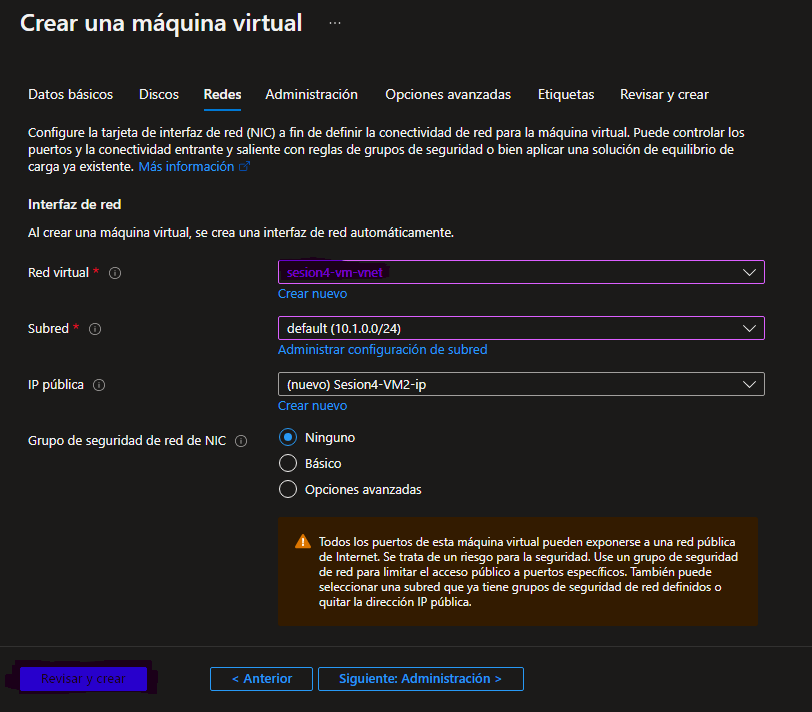 Crear una máquina virtual ...
Datos básicos Discos Redes Administración Opciones avanzadas Etiquetas Revisar y crear
Configure la tarjeta de interfaz de red (NIC) a fin de definir la conectividad de red para la máquina virtual. Puede controlar los
puertos y la conectividad entrante y saliente con reglas de grupos de seguridad o bien aplicar una solución de equilibrio de
carga ya existente. Más información
Interfaz de red
Al crear una máquina virtual, se crea una interfaz de red automáticamente.
Red virtual *
sesion4-vm-vnet
Crear nuevo
Subred *
default (10.1.0.0/24)
Administrar configuración de subred
IP pública
(nuevo) Sesion4-VM2-ip
Crear nuevo
Grupo de seguridad de red de NIC
Ninguno
Básico
Opciones avanzadas
Todos los puertos de esta máquina virtual pueden exponerse a una red pública
de Internet. Se trata de un riesgo para la seguridad. Use un grupo de seguridad
de red para limitar el acceso público a puertos específicos. También puede
seleccionar una subred que ya tiene grupos de seguridad de red definidos o
quitar la dirección IP pública.
Revisar y crear < Anterior Siguiente: Administración >